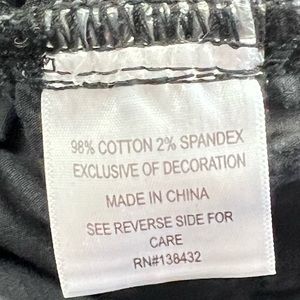 98% COTTON 2% SPANDEX
EXCLUSIVE OF DECORATION
MADE IN CHINA
SEE REVERSE SIDE FOR
CARE
RN#138432